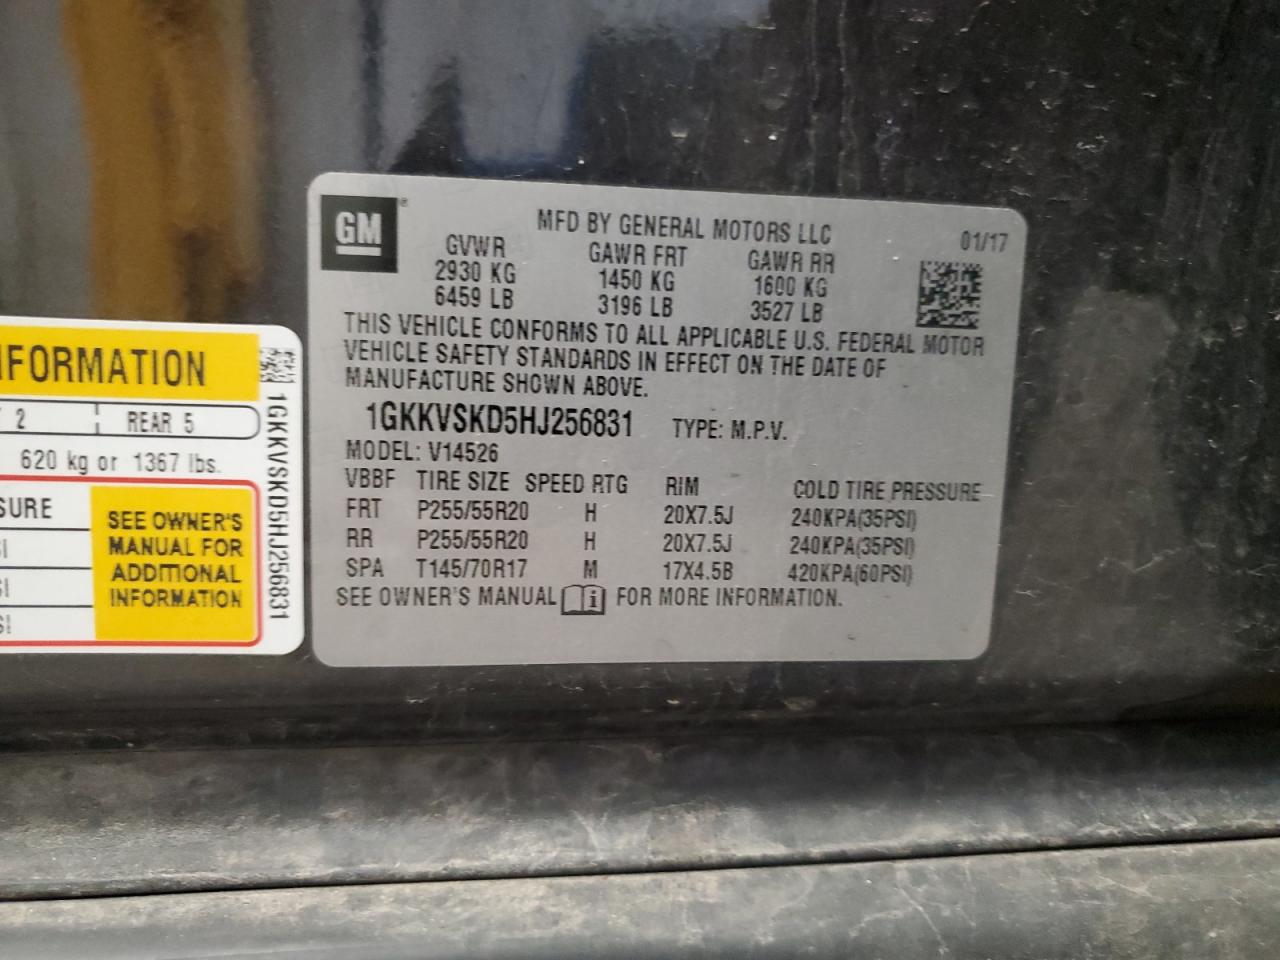 GM
MFD BY GENERAL MOTORS LLC
01/17
GVWR GAWR FRT GAWR RR
2930 KG 1450 KG 1600 KG
6459 LB 3196 LB 3527 LB
THIS VEHICLE CONFORMS TO ALL APPLICABLE U.S. FEDERAL MOTOR
VEHICLE SAFETY STANDARDS IN EFFECT ON THE DATE OF
MANUFACTURE SHOWN ABOVE.
1GKKVSKD5HJ256831 TYPE: M.P.V.
MODEL: V14526
VBBF TIRE SIZE SPEED RTG RIM COLD TIRE PRESSURE
FRT P255/55R20 H 20X7.5J 240KPA(35PSI)
RR P255/55R20 H 20X7.5J 240KPA(35PSI)
SPA T145/70R17 M 17X4.5B 420KPA(60PSI)
SEE OWNER'S MANUAL i FOR MORE INFORMATION.
FORMATION
2 REAR 5
620 kg or 1367 lbs.
SURE
SEE OWNER'S
MANUAL FOR
ADDITIONAL
INFORMATION
1GKKVSKD5HJ256831